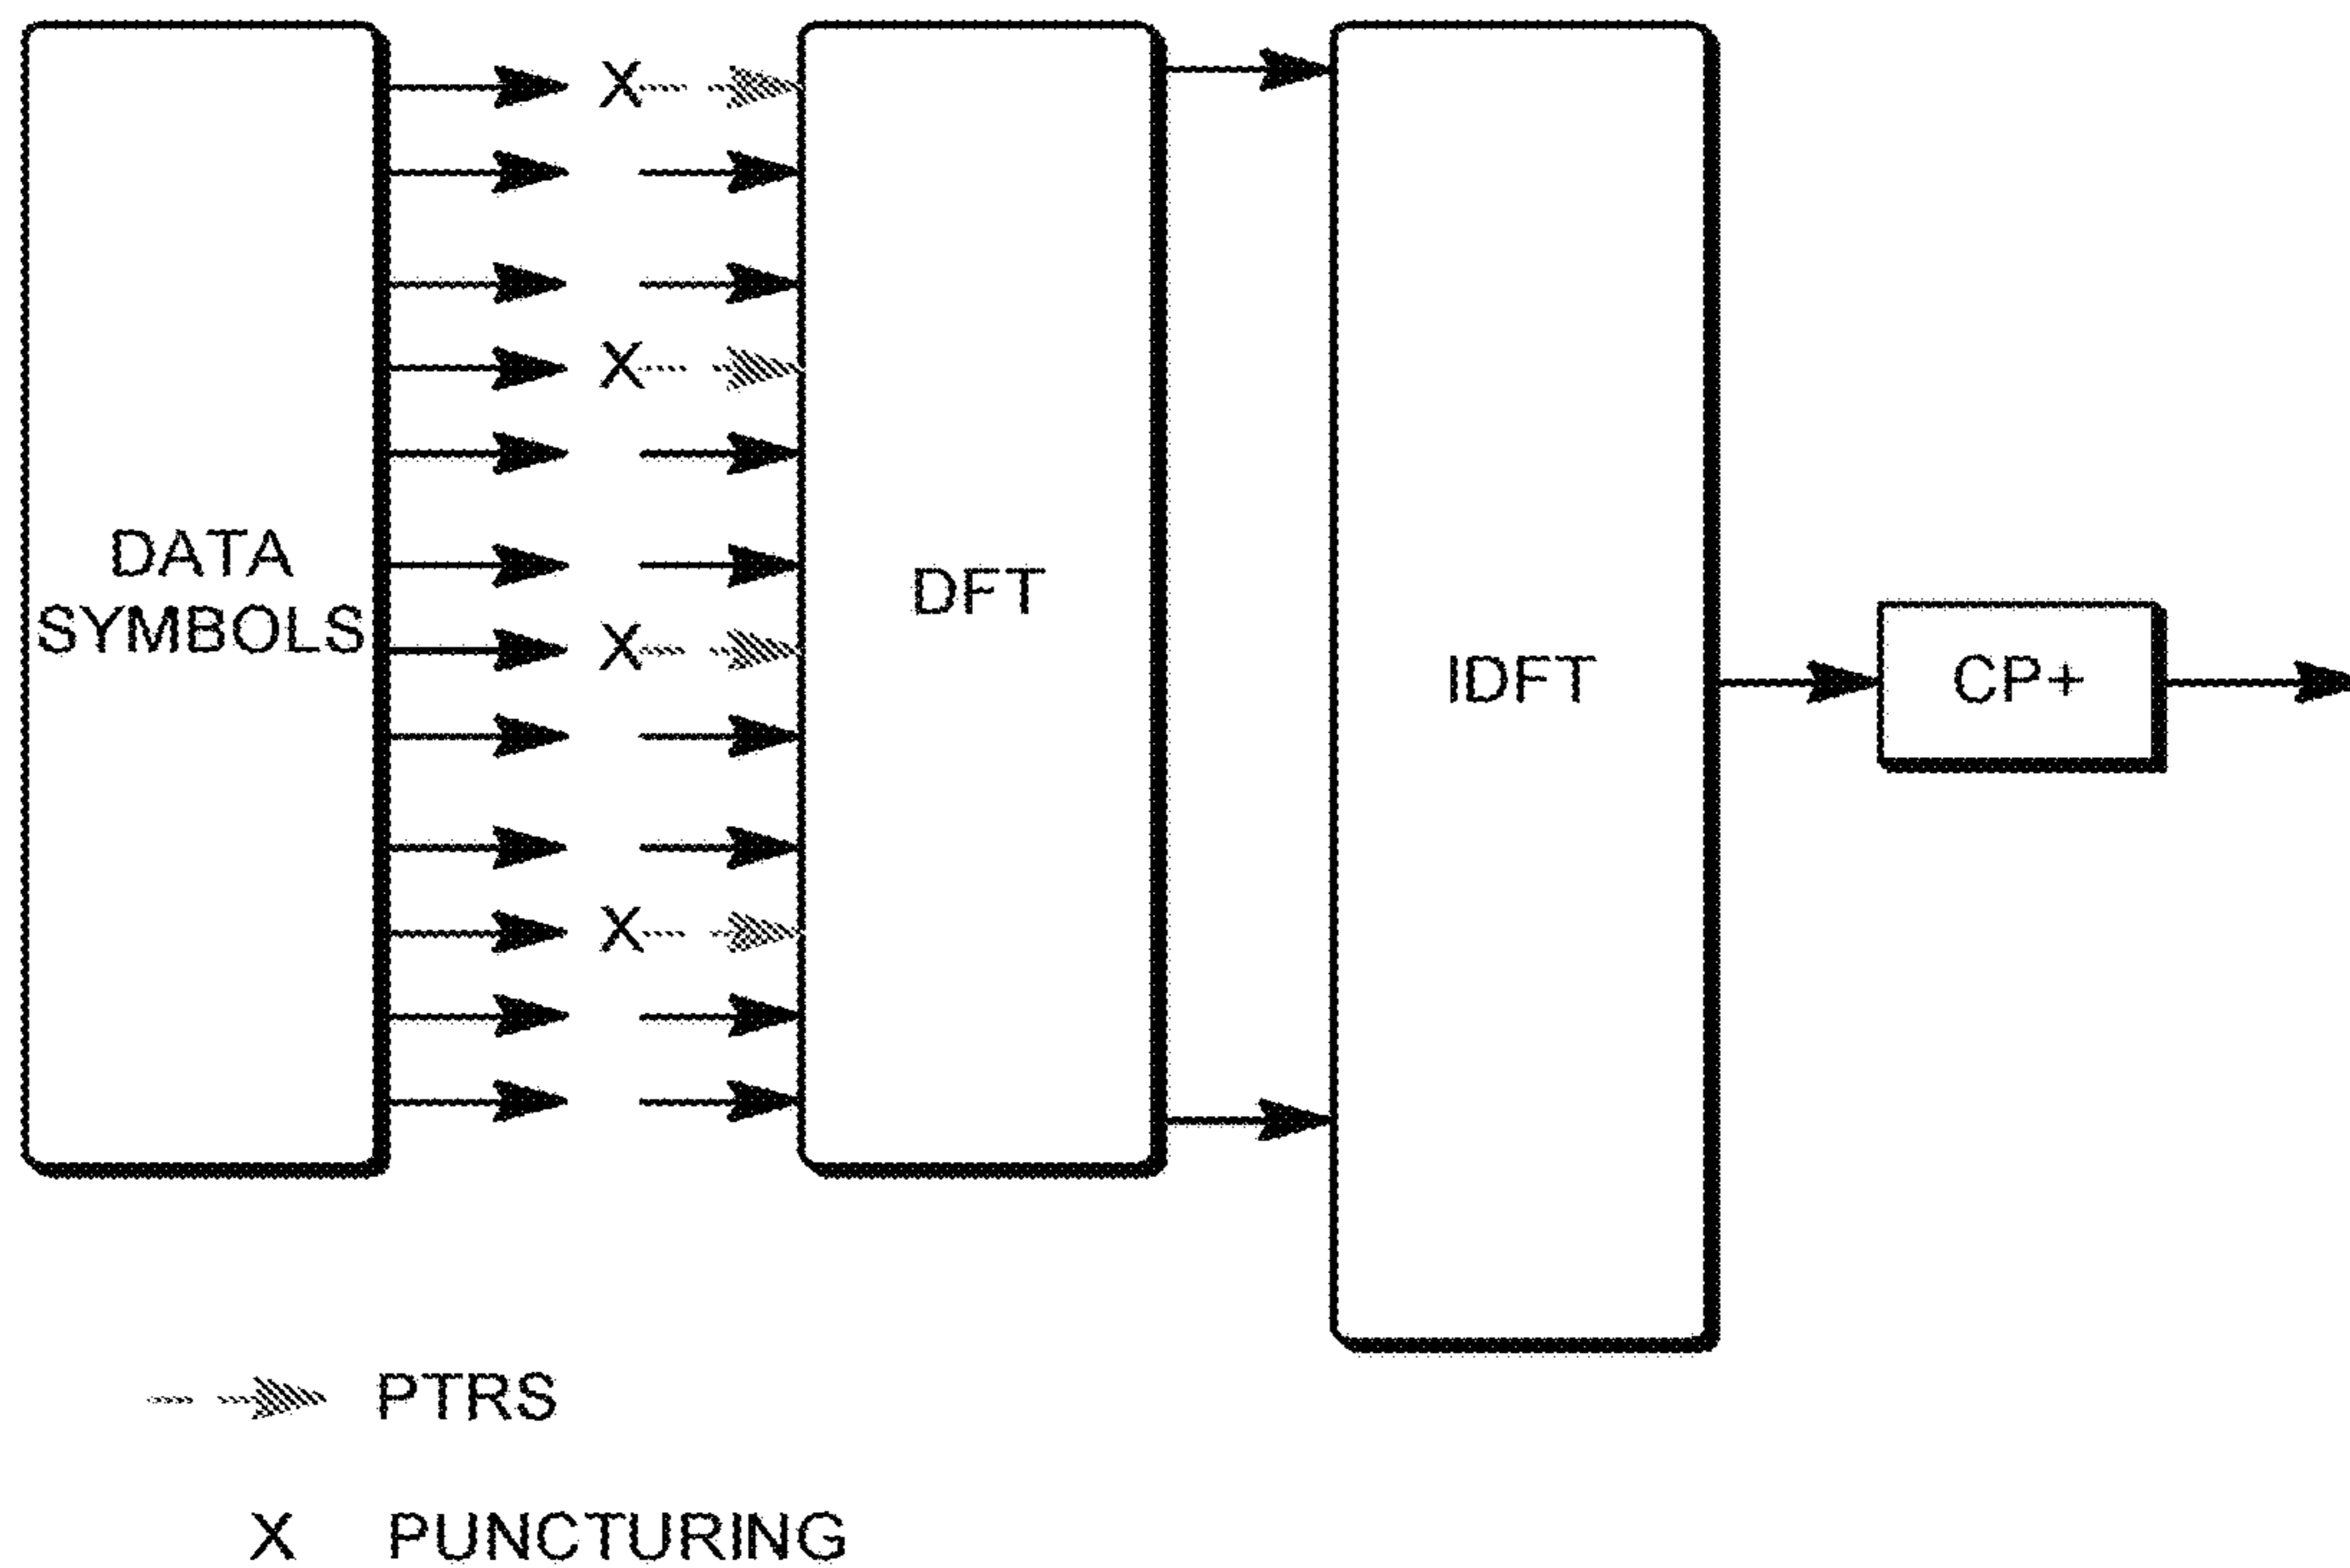 DATA
SYMBOLS
DFT
IDFT
CP+
X
X
X
X
PTRS
X PUNCTURING